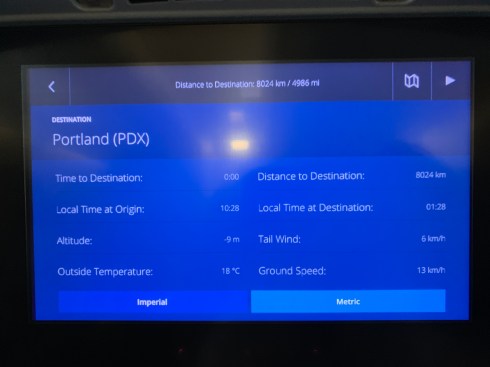 Distance to Destination: 8024 km / 4986 mi
DESTINATION
Portland (PDX)
Time to Destination: 0:00
Distance to Destination: 8024 km
Local Time at Origin: 10:28
Local Time at Destination: 01:28
Altitude: -9 m
Tail Wind: 6 km/h
Outside Temperature: 18 °C
Ground Speed: 13 km/h
Imperial
Metric